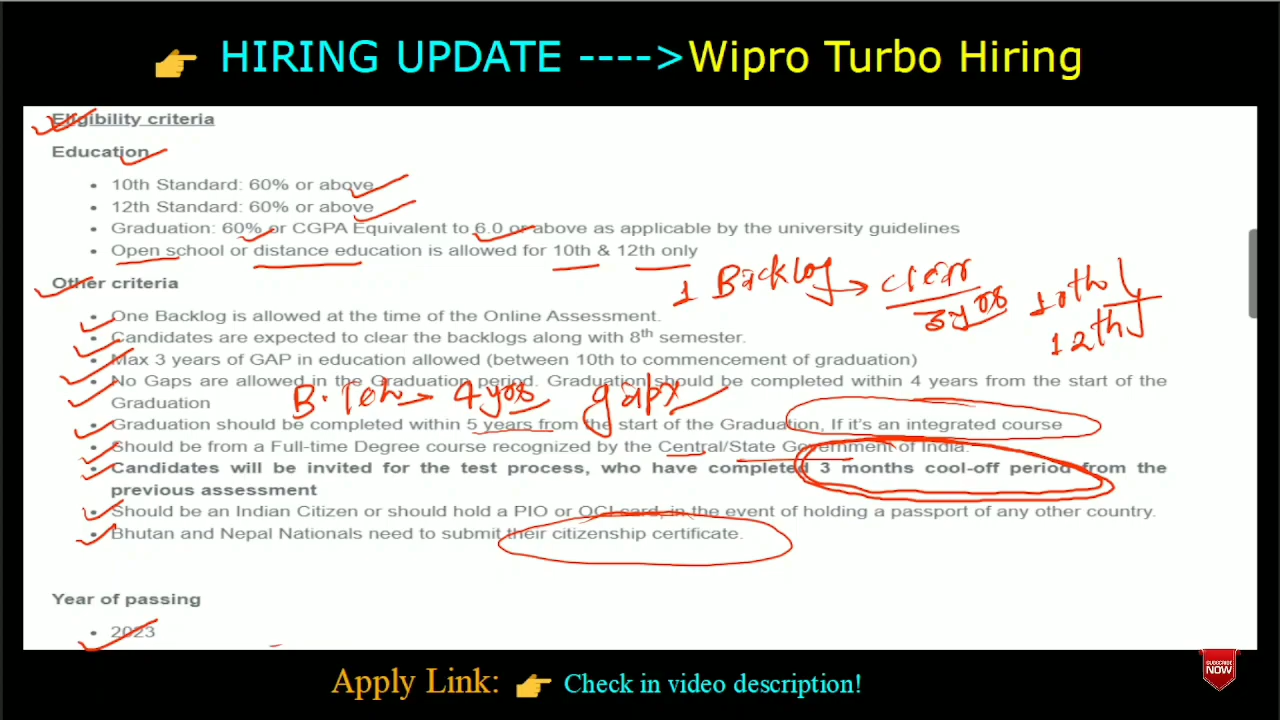 👉 HIRING UPDATE ---->Wipro Turbo Hiring
Eligibility criteria
Education
• 10th Standard: 60% or above
• 12th Standard: 60% or above
• Graduation: 60% or CGPA Equivalent to 6.0 or above as applicable by the university guidelines
• Open school or distance education is allowed for 10th & 12th only
1 Backlog → clear
3 yrs
10th
12th
Other criteria
• One Backlog is allowed at the time of the Online Assessment.
• Candidates are expected to clear the backlogs along with 8th semester.
• Max 3 years of GAP in education allowed (between 10th to commencement of graduation)
• No Gaps are allowed in the Graduation period. Graduation should be completed within 4 years from the start of the
Graduation
B.Teh 4 yrs gapx
• Graduation should be completed within 5 years from the start of the Graduation, If it's an integrated course
• Should be from a Full-time Degree course recognized by the Central/State Government of India.
• Candidates will be invited for the test process, who have completed 3 months cool-off period from the
previous assessment
• Should be an Indian Citizen or should hold a PIO or OCI card, in the event of holding a passport of any other country.
• Bhutan and Nepal Nationals need to submit their citizenship certificate.
Year of passing
• 2023
SUBSCRIBE
NOW
Apply Link: 👉 Check in video description!